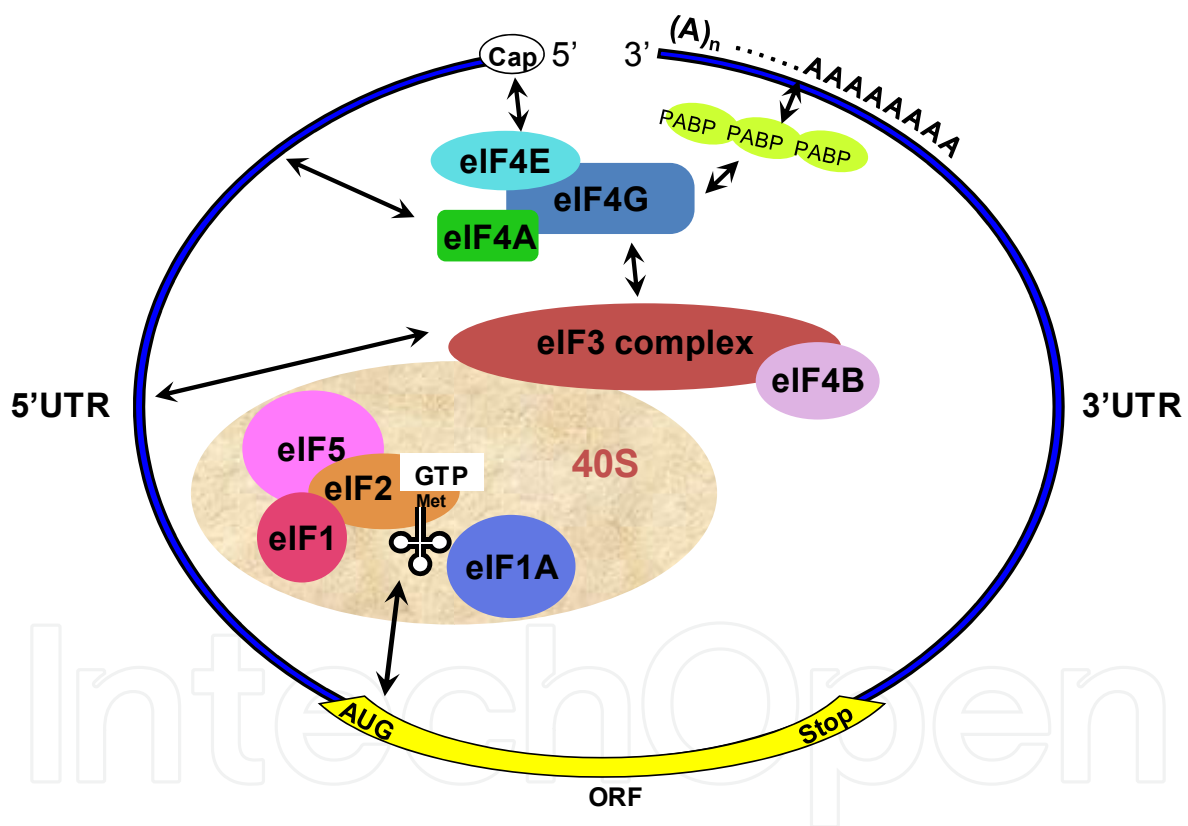 Cap 5’ 3’ (A)n ······AAAAAAAA
PABP PABP PABP
eIF4E
eIF4G
eIF4A
eIF3 complex
eIF4B
5’UTR
3’UTR
eIF5
40S
eIF2
GTP
Met
eIF1
eIF1A
IntechOpen
AUG
Stop
ORF